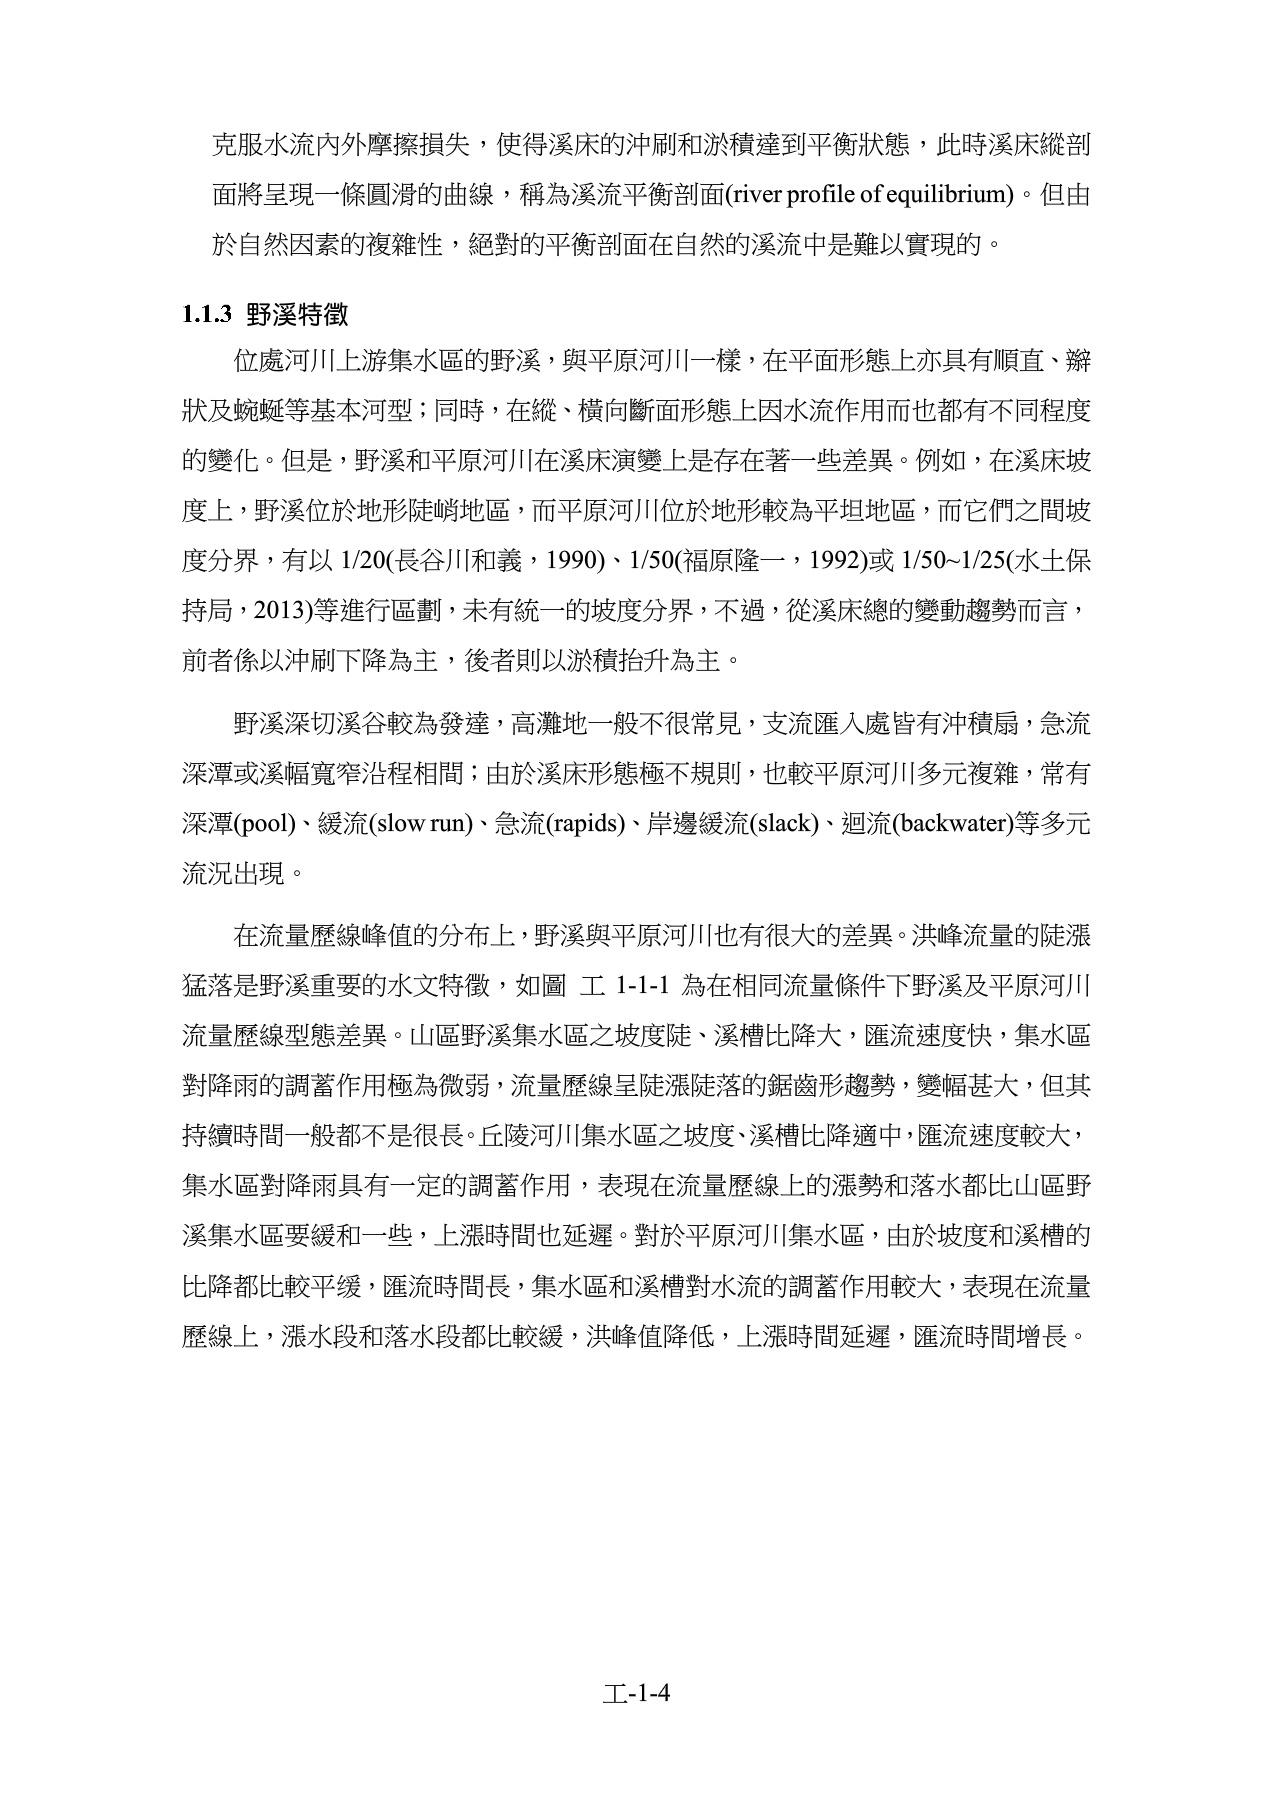 克服水流內外摩擦損失，使得溪床的沖刷和淤積達到平衡狀態，此時溪床縱剖
面將呈現一條圓滑的曲線，稱為溪流平衡剖面(river profile of equilibrium)。但由
於自然因素的複雜性，絕對的平衡剖面在自然的溪流中是難以實現的。
1.1.3 野溪特徵
位處河川上游集水區的野溪，與平原河川一樣，在平面形態上亦具有順直、辮
狀及蜿蜒等基本河型；同時，在縱、橫向斷面形態上因水流作用而也都有不同程度
的變化。但是，野溪和平原河川在溪床演變上是存在著一些差異。例如，在溪床坡
度上，野溪位於地形陡峭地區，而平原河川位於地形較為平坦地區，而它們之間坡
度分界，有以 1/20(長谷川和義，1990)、1/50(福原隆一，1992)或 1/50~1/25(水土保
持局，2013)等進行區劃，未有統一的坡度分界，不過，從溪床總的變動趨勢而言，
前者係以沖刷下降為主，後者則以淤積抬升為主。
野溪深切溪谷較為發達，高灘地一般不很常見，支流匯入處皆有沖積扇，急流
深潭或溪幅寬窄沿程相間；由於溪床形態極不規則，也較平原河川多元複雜，常有
深潭(pool)、緩流(slow run)、急流(rapids)、岸邊緩流(slack)、迴流(backwater)等多元
流況出現。
在流量歷線峰值的分布上，野溪與平原河川也有很大的差異。洪峰流量的陡漲
猛落是野溪重要的水文特徵，如圖 工 1-1-1 為在相同流量條件下野溪及平原河川
流量歷線型態差異。山區野溪集水區之坡度陡、溪槽比降大，匯流速度快，集水區
對降雨的調蓄作用極為微弱，流量歷線呈陡漲陡落的鋸齒形趨勢，變幅甚大，但其
持續時間一般都不是很長。丘陵河川集水區之坡度、溪槽比降適中，匯流速度較大，
集水區對降雨具有一定的調蓄作用，表現在流量歷線上的漲勢和落水都比山區野
溪集水區要緩和一些，上漲時間也延遲。對於平原河川集水區，由於坡度和溪槽的
比降都比較平缓，匯流時間長，集水區和溪槽對水流的調蓄作用較大，表現在流量
歷線上，漲水段和落水段都比較緩，洪峰值降低，上漲時間延遲，匯流時間增長。
工-1-4